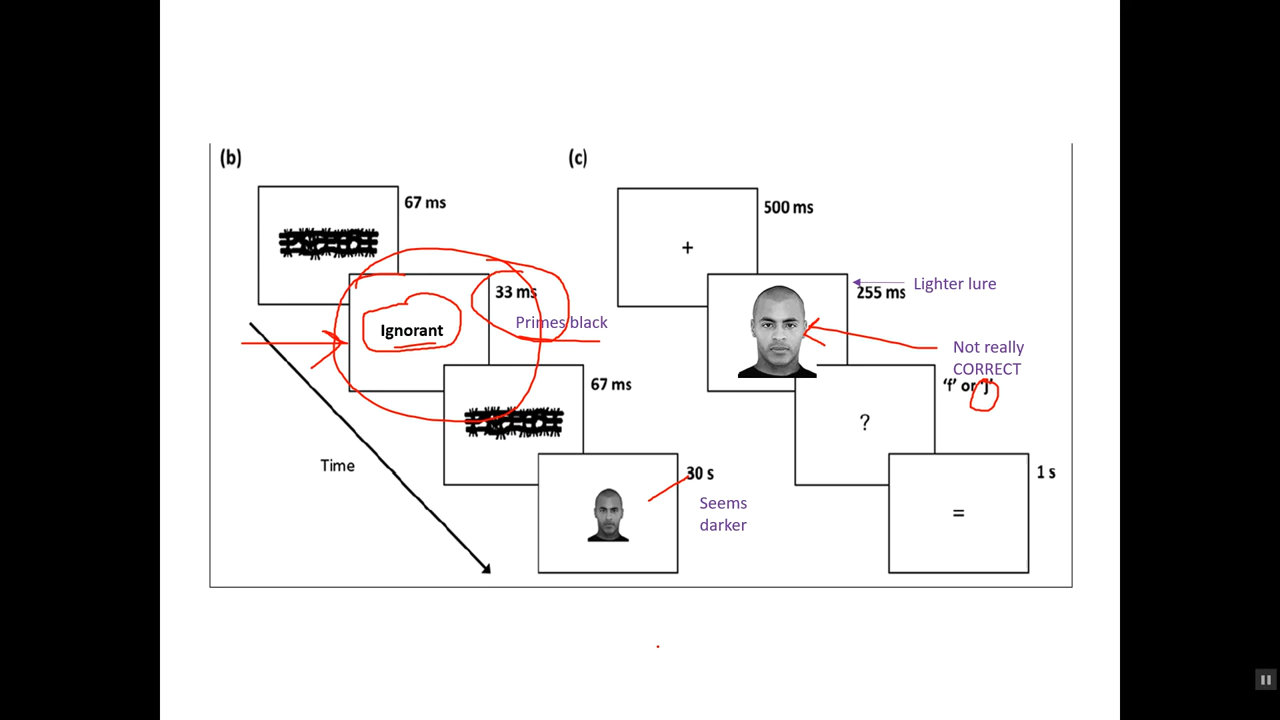 (b)
67 ms
Ignorant
33 ms
Primes black
67 ms
Time
30 s
Seems
darker
(c)
+
500 ms
Lighter lure
255 ms
Not really
CORRECT
?
'f' or 'j'
=
1 s